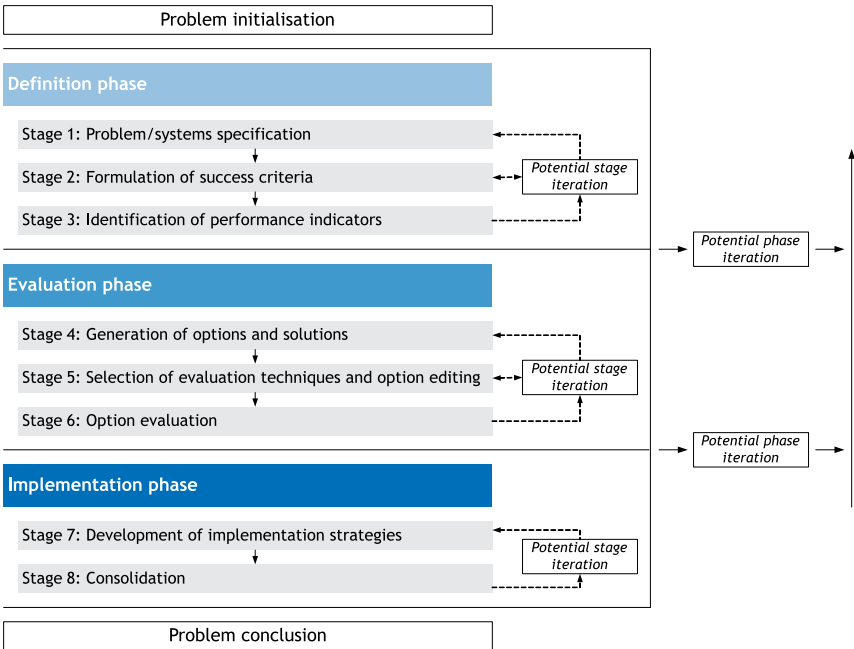 Problem initialisation
Definition phase
Stage 1: Problem/systems specification
Stage 2: Formulation of success criteria
Potential stage
iteration
Stage 3: Identification of performance indicators
Potential phase
iteration
Evaluation phase
Stage 4: Generation of options and solutions
Stage 5: Selection of evaluation techniques and option editing
Potential stage
iteration
Stage 6: Option evaluation
Potential phase
iteration
Implementation phase
Stage 7: Development of implementation strategies
Potential stage
iteration
Stage 8: Consolidation
Problem conclusion